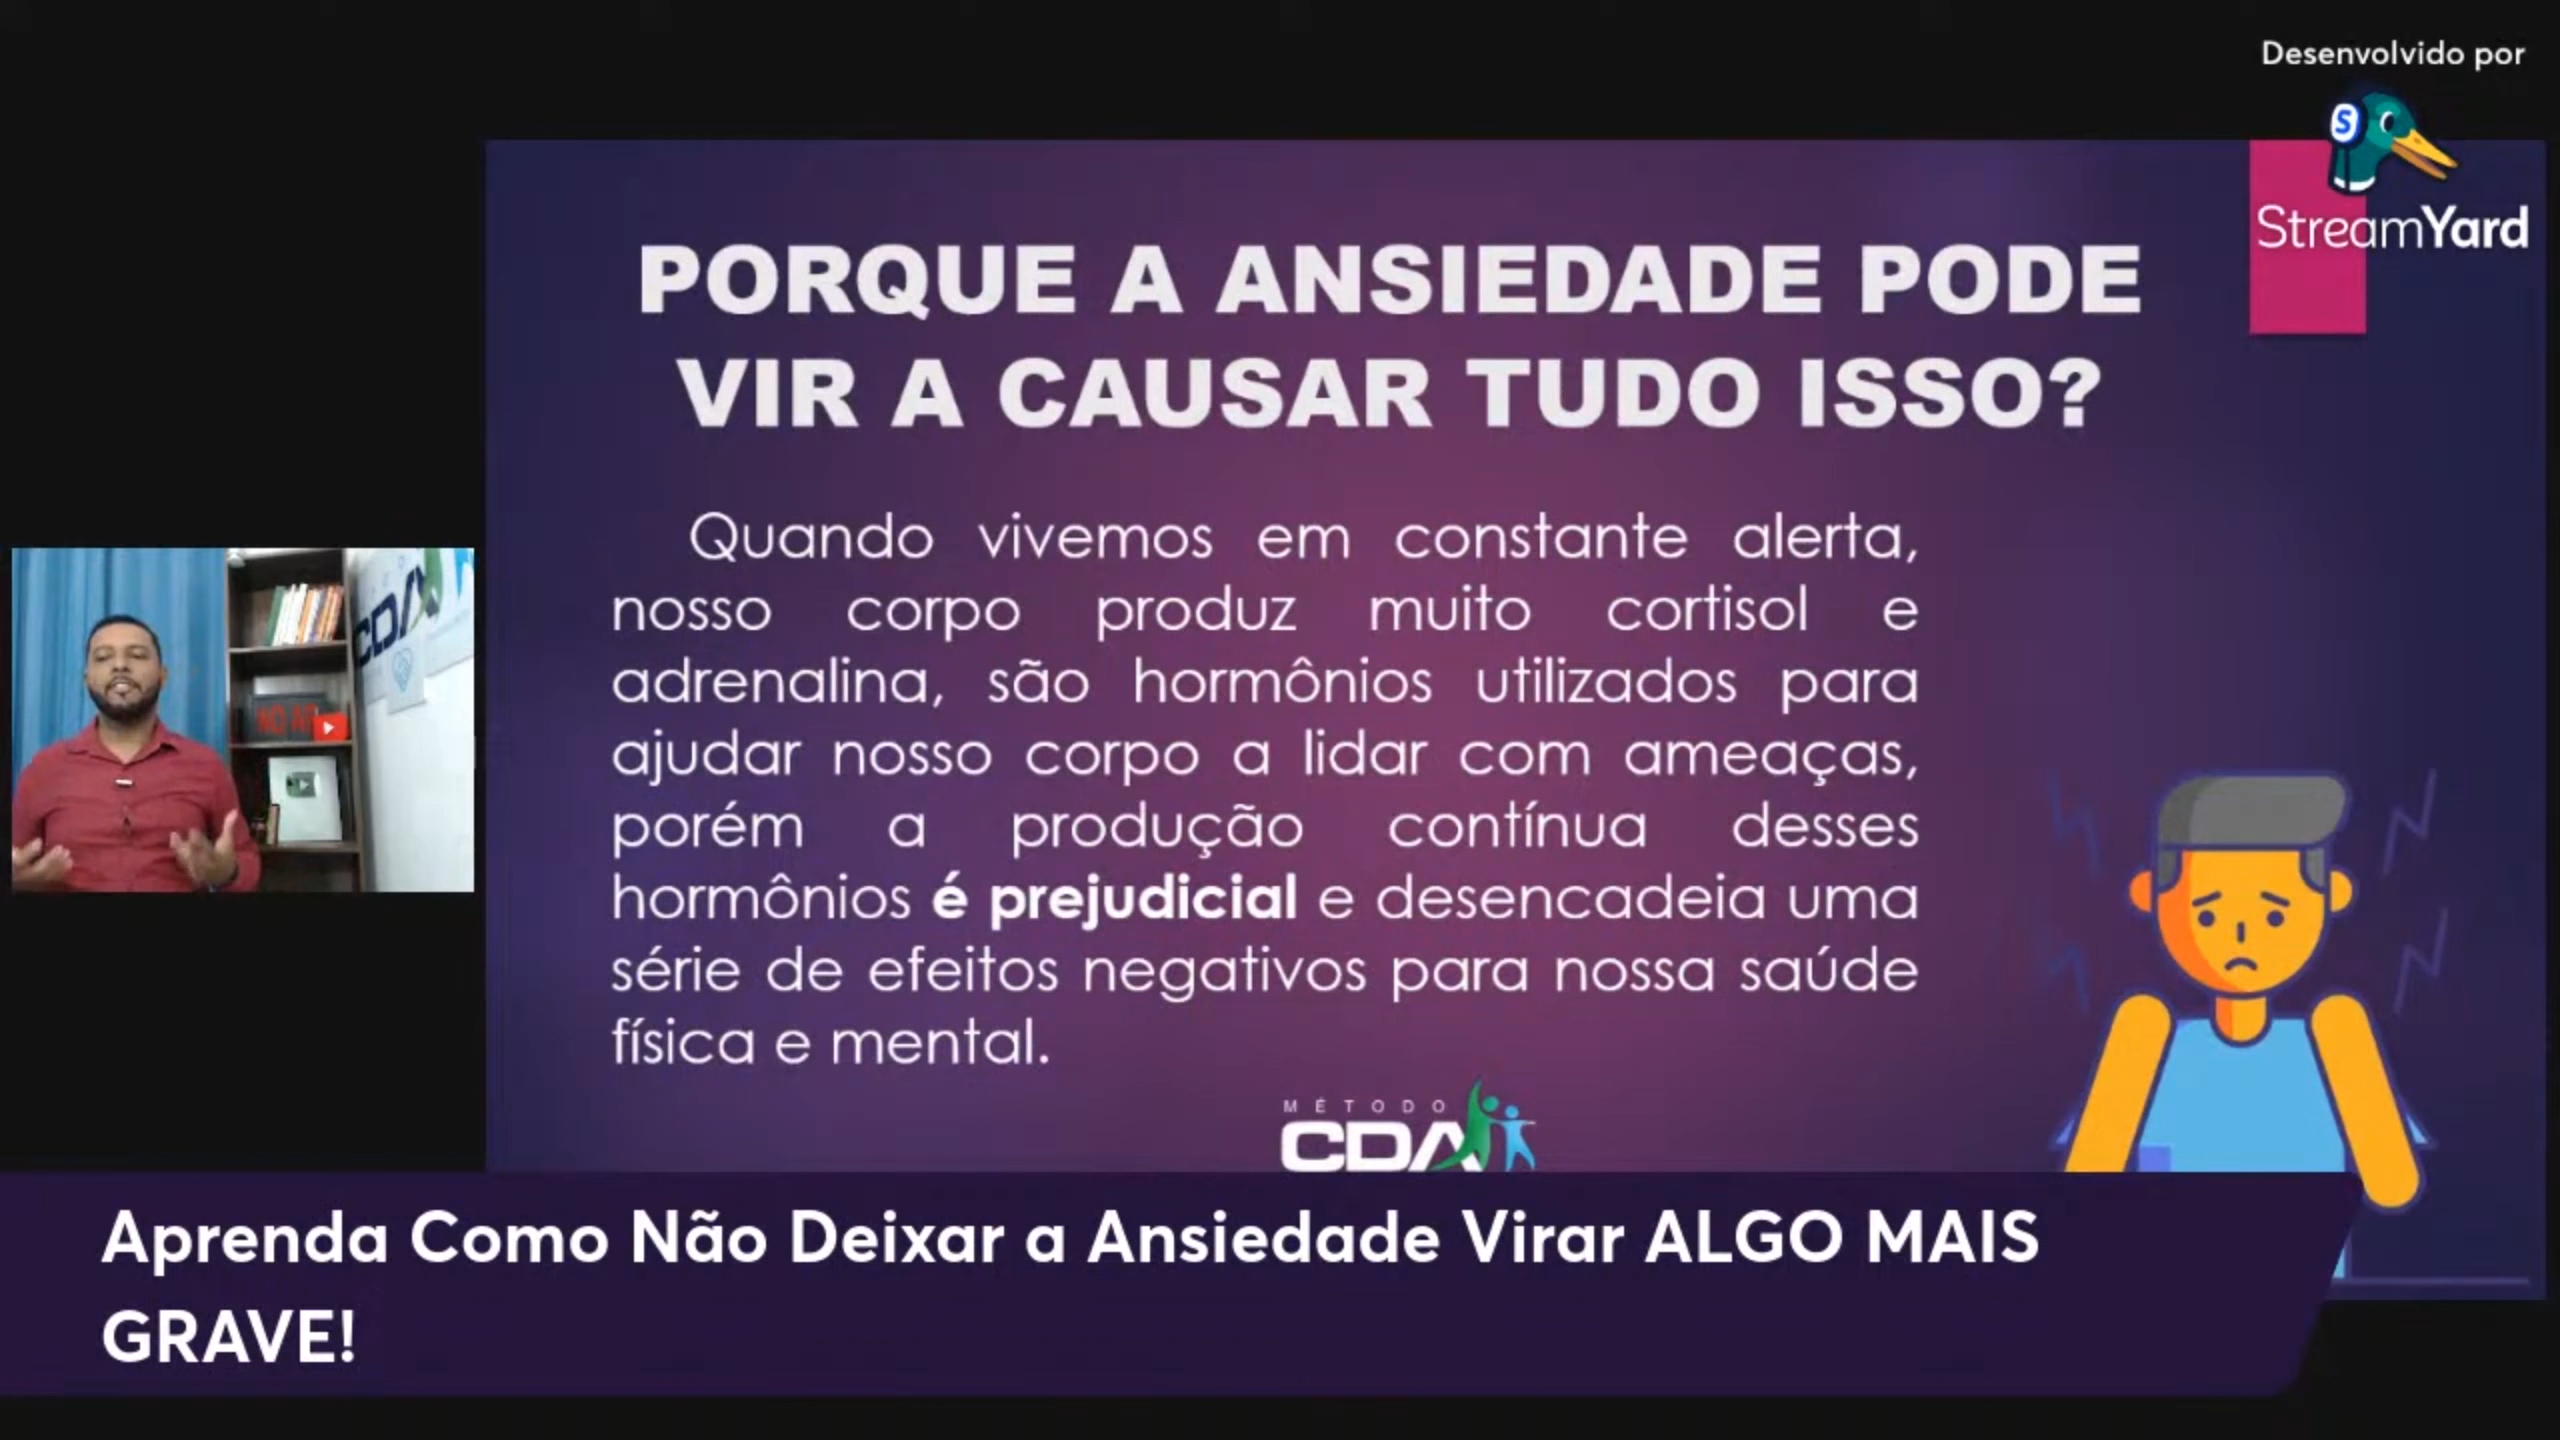 Desenvolvido por
S
StreamYard
PORQUE A ANSIEDADE PODE
VIR A CAUSAR TUDO ISSO?
Quando vivemos em constante alerta,
nosso corpo produz muito cortisol e
adrenalina, são hormônios utilizados para
ajudar nosso corpo a lidar com ameaças,
porém a produção contínua desses
hormônios é prejudicial e desencadeia uma
série de efeitos negativos para nossa saúde
física e mental.
CDA
NO AR
MÉTODO
CDA
Aprenda Como Não Deixar a Ansiedade Virar ALGO MAIS
GRAVE!